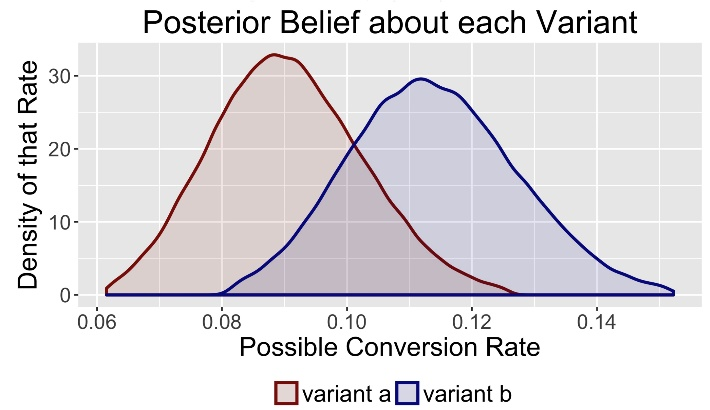 Posterior Belief about each Variant
Density of that Rate
30
20
10
0
0.06 0.08 0.10 0.12 0.14
Possible Conversion Rate
variant a variant b